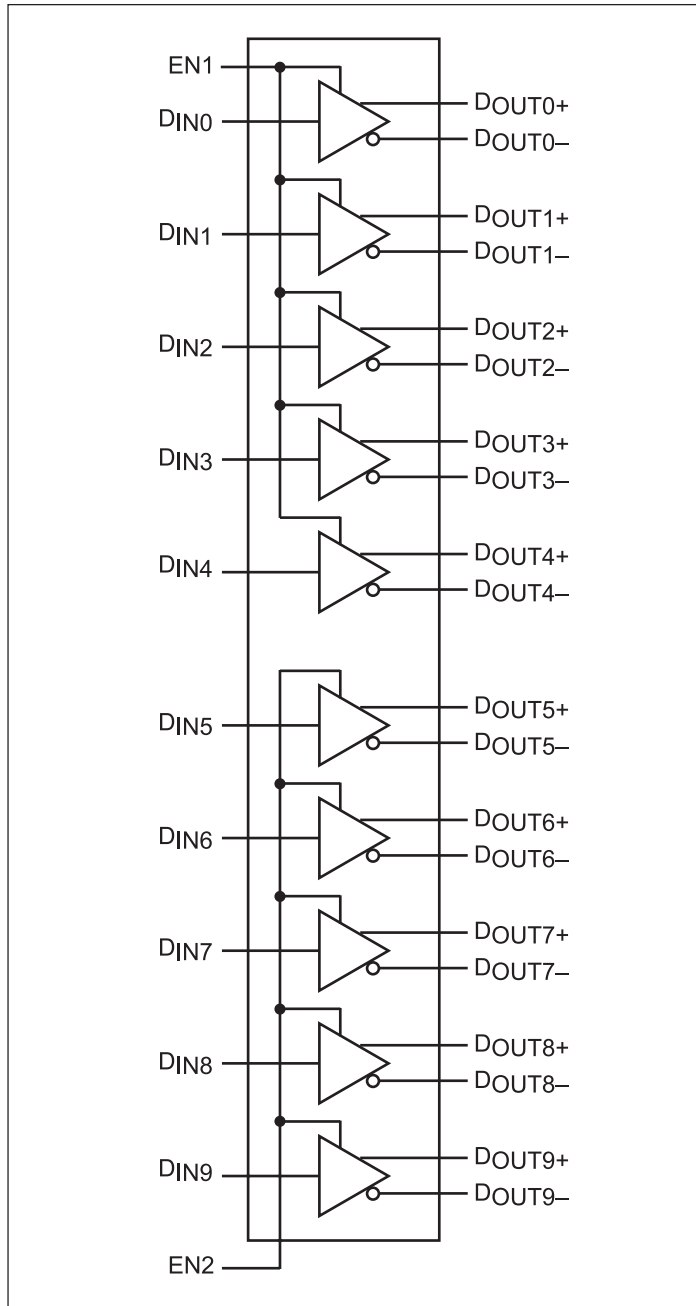 EN1
DIN0
DOUT0+
DOUT0–
DIN1
DOUT1+
DOUT1–
DIN2
DOUT2+
DOUT2–
DIN3
DOUT3+
DOUT3–
DIN4
DOUT4+
DOUT4–
DIN5
DOUT5+
DOUT5–
DIN6
DOUT6+
DOUT6–
DIN7
DOUT7+
DOUT7–
DIN8
DOUT8+
DOUT8–
DIN9
DOUT9+
DOUT9–
EN2